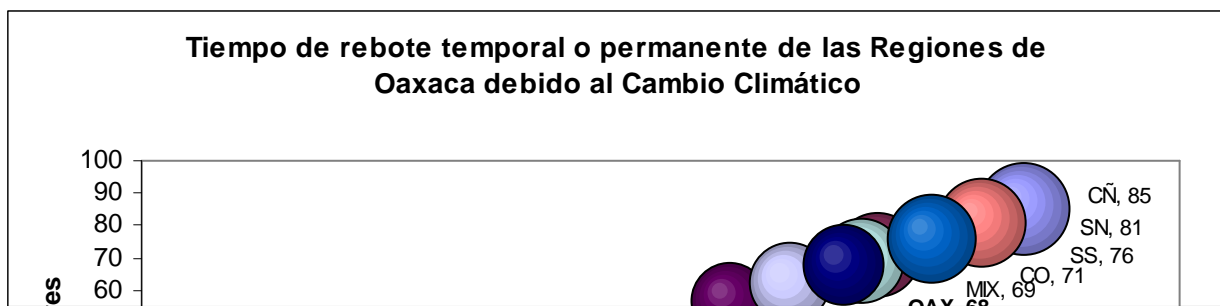 Tiempo de rebote temporal o permanente de las Regiones de
Oaxaca debido al Cambio Climático
100
90
80
70
60
CÑ, 85
SN, 81
SS, 76
CO, 71
MIX, 69
OAX, 68